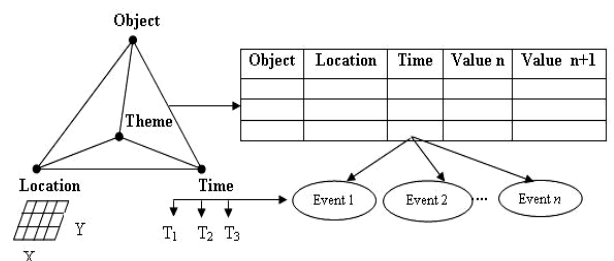 Object
Object Location Time Value n Value n+1
Theme
Location Time
Event 1 Event 2 ... Event n
T1 T2 T3
Y
X